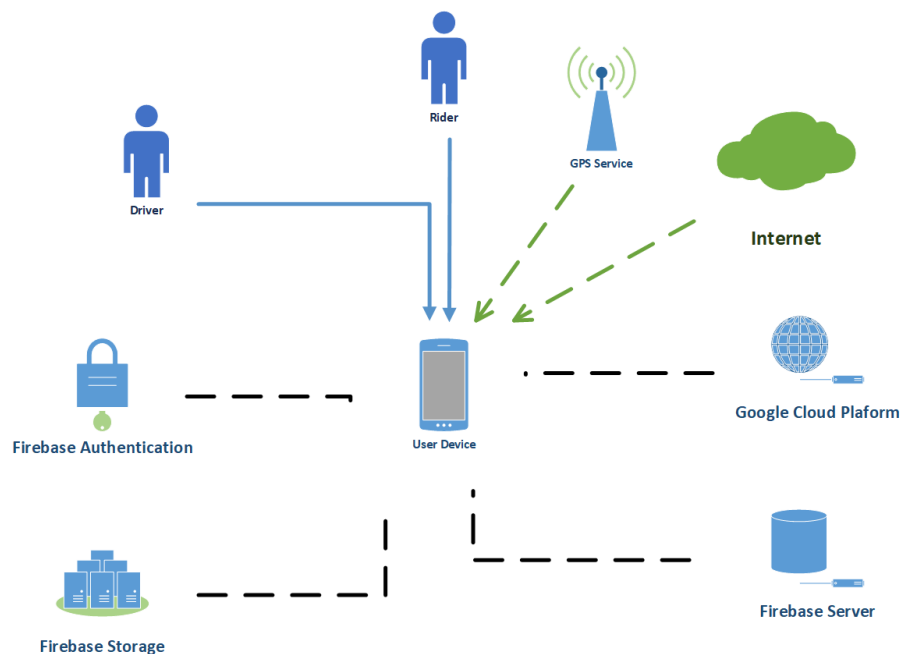 Rider
GPS Service
Driver
Internet
User Device
Google Cloud Plaform
Firebase Authentication
Firebase Server
Firebase Storage